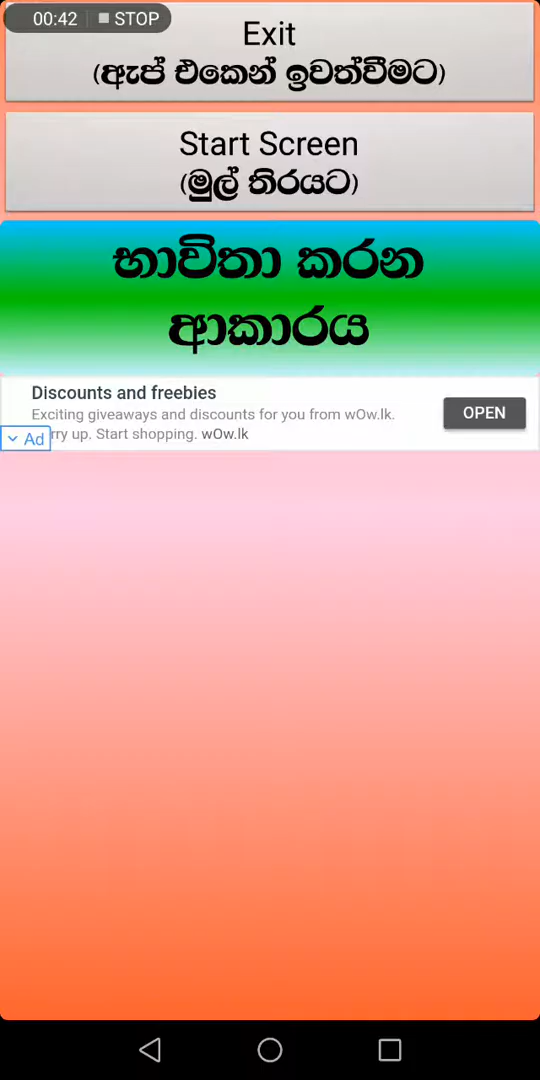 00:42 STOP
Exit
(ඇප් එකෙන් ඉවත්වීමට)
Start Screen
(මුල් තිරයට)
භාවිතා කරන
ආකාරය
Discounts and freebies
Exciting giveaways and discounts for you from wOw.lk.
rry up. Start shopping. wOw.lk
OPEN
Ad